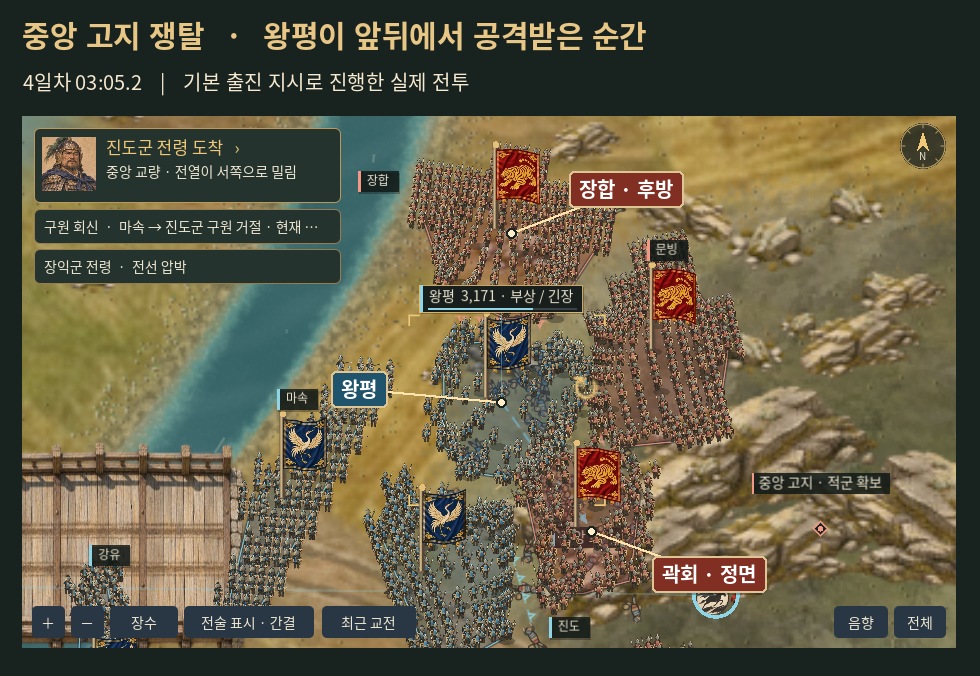 중앙 고지 쟁탈 · 왕평이 앞뒤에서 공격받은 순간
4일차 03:05.2 | 기본 출진 지시로 진행한 실제 전투
진도군 전령 도착 ›
중앙 교량 · 전열이 서쪽으로 밀림
구원 회신 · 마속 → 진도군 구원 거절 · 현재 ···
장익군 전령 · 전선 압박
장합
장합 · 후방
N
문빙
왕평 3,171 · 부상 / 긴장
왕평
마속
중앙 고지 · 적군 확보
강유
곽회 · 정면
진도
+
−
장수
전술 표시 · 간결
최근 교전
음향
전체